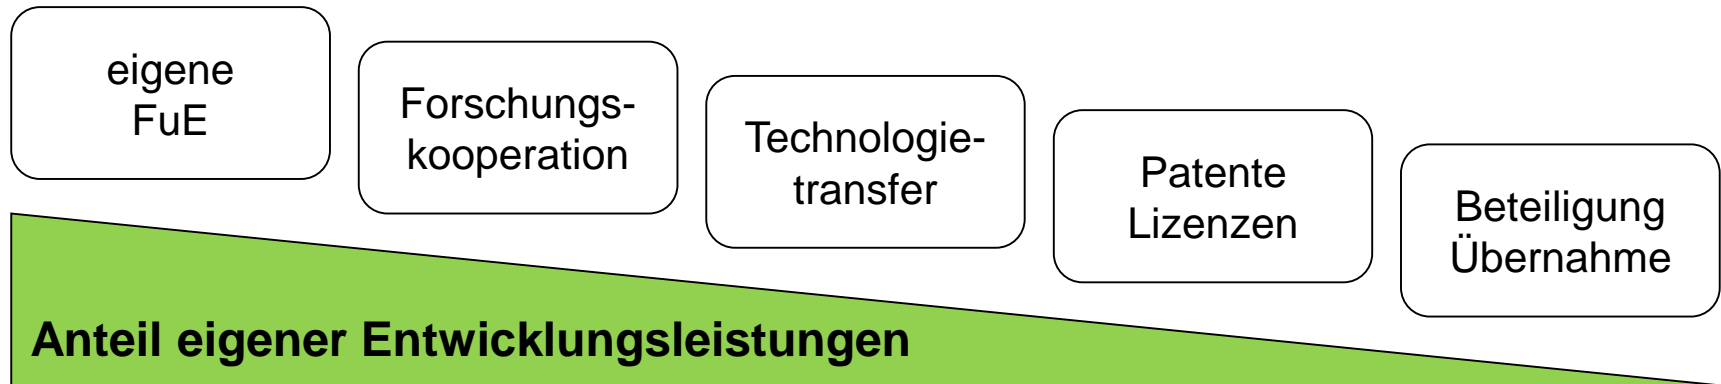 eigene
FuE
Forschungs-
kooperation
Technologie-
transfer
Patente
Lizenzen
Beteiligung
Übernahme
Anteil eigener Entwicklungsleistungen